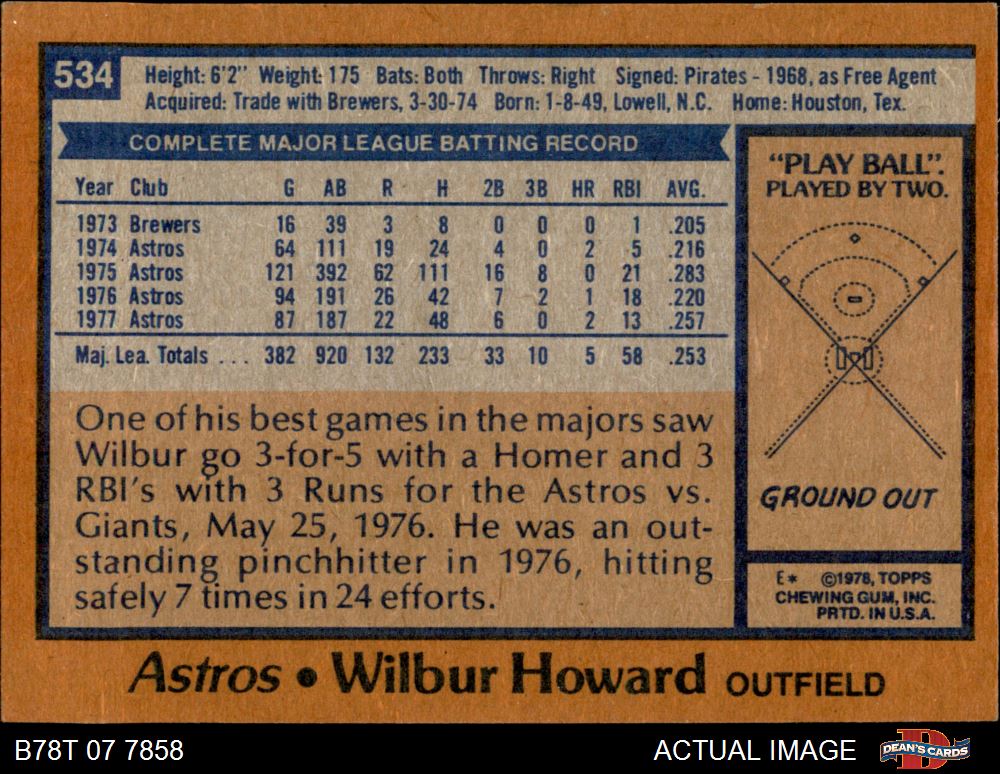 534
Height: 6'2" Weight: 175 Bats: Both Throws: Right Signed: Pirates - 1968, as Free Agent
Acquired: Trade with Brewers, 3-30-74 Born: 1-8-49, Lowell, N.C. Home: Houston, Tex.
COMPLETE MAJOR LEAGUE BATTING RECORD
Year Club G AB R H 2B 3B HR RBI AVG.
1973 Brewers 16 39 3 8 0 0 0 1 .205
1974 Astros 64 111 19 24 4 0 2 5 .216
1975 Astros 121 392 62 111 16 8 0 21 .283
1976 Astros 94 191 26 42 7 2 1 18 .220
1977 Astros 87 187 22 48 6 0 2 13 .257
Maj. Lea. Totals ... 382 920 132 233 33 10 5 58 .253
One of his best games in the majors saw
Wilbur go 3-for-5 with a Homer and 3
RBI's with 3 Runs for the Astros vs.
Giants, May 25, 1976. He was an out-
standing pinchhitter in 1976, hitting
safely 7 times in 24 efforts.
"PLAY BALL".
PLAYED BY TWO.
GROUND OUT
E* ©1978, TOPPS
CHEWING GUM, INC.
PRTD. IN U.S.A.
Astros • Wilbur Howard OUTFIELD
B78T 07 7858 ACTUAL IMAGE DEAN'S CARDS